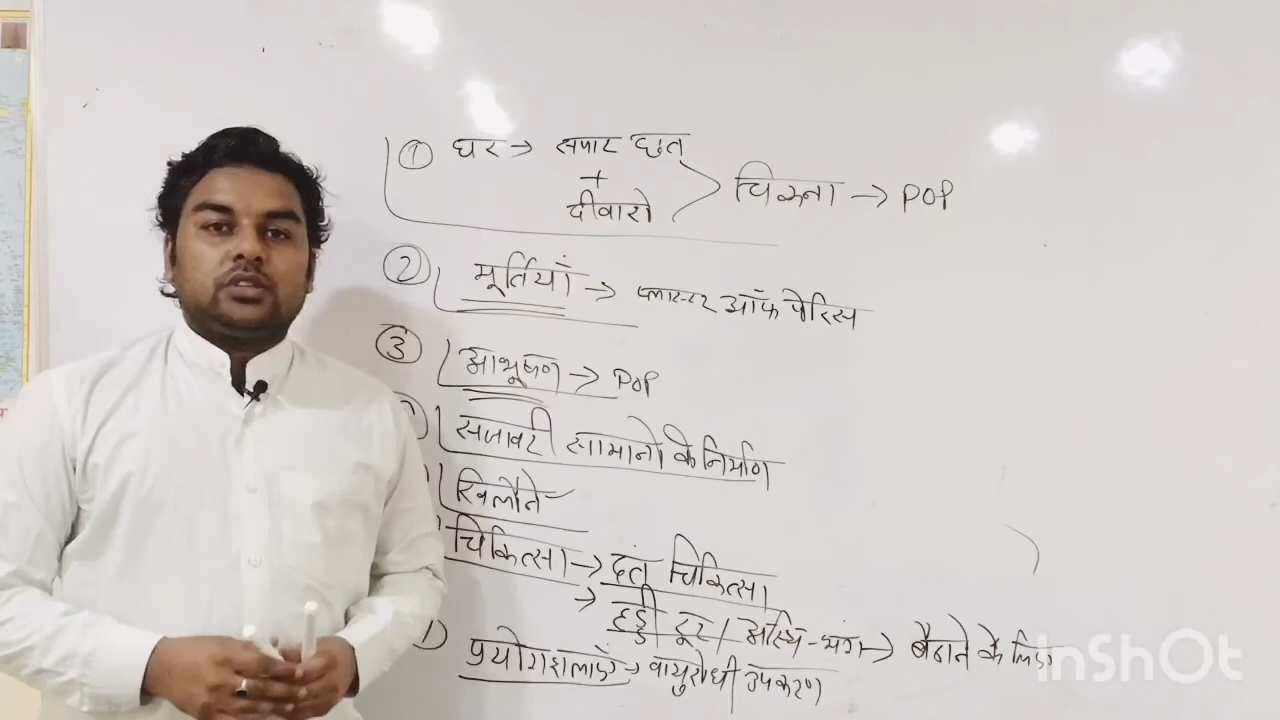 ① घर → सपाट छत
+
दीवारो
चिकना → POP
② मूर्तियाँ → प्लास्टर ऑफ पेरिस
③ आभूषण → POP
सजावटी सामानो के निर्माण
खिलौने
चिकित्सा → दंत चिकित्सा
→ हड्डी टूट / अस्थि-भंग → बैठाने के लिए
प्रयोगशलाऐं → वायुरोधी उपकरण
InShOt